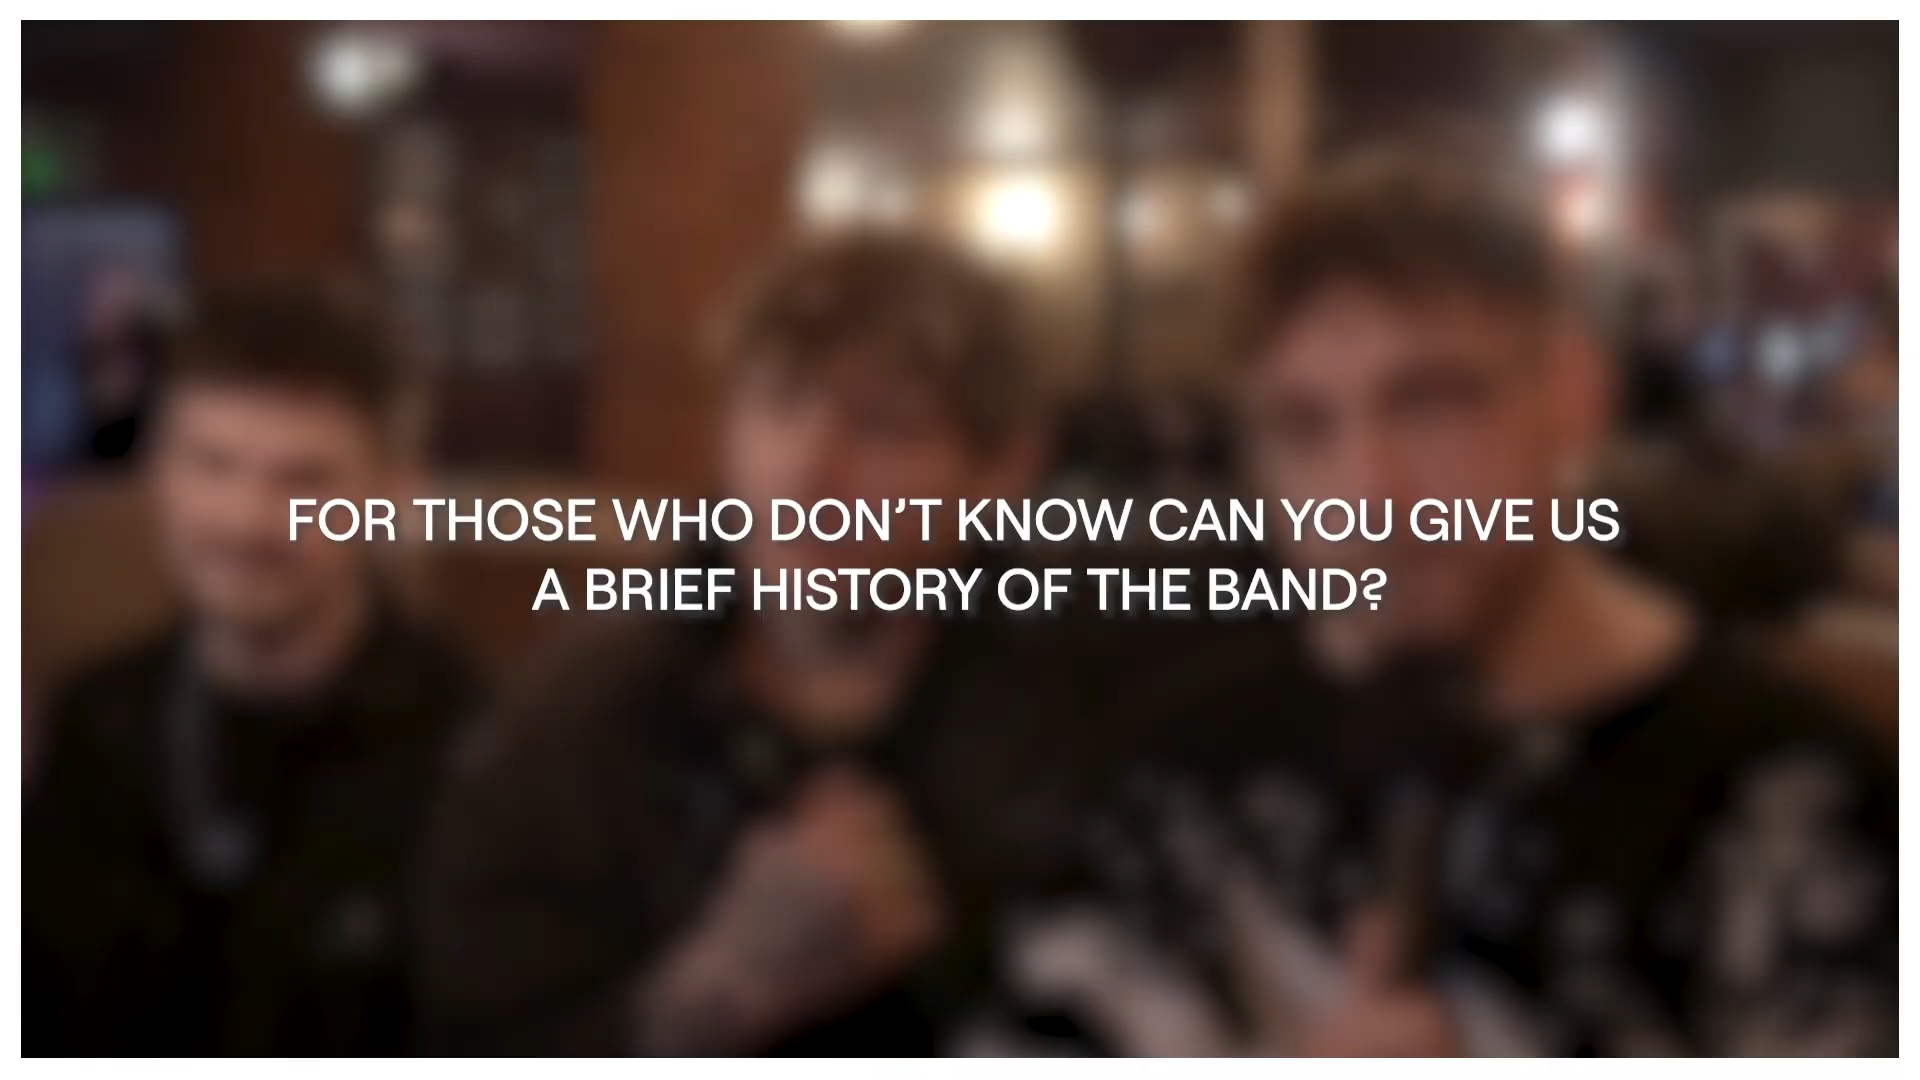 FOR THOSE WHO DON’T KNOW CAN YOU GIVE US
A BRIEF HISTORY OF THE BAND?